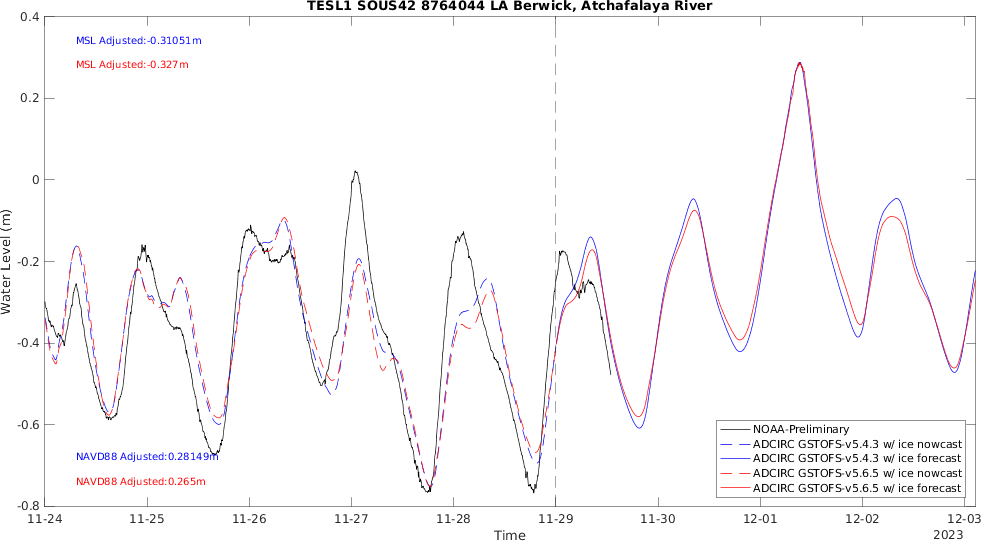 TESL1 SOUS42 8764044 LA Berwick, Atchafalaya River
MSL Adjusted:-0.31051m
MSL Adjusted:-0.327m
Water Level (m)
0.4
0.2
0
-0.2
-0.4
-0.6
-0.8
NAVD88 Adjusted:0.28149m
NAVD88 Adjusted:0.265m
NOAA-Preliminary
ADCIRC GSTOFS-v5.4.3 w/ ice nowcast
ADCIRC GSTOFS-v5.4.3 w/ ice forecast
ADCIRC GSTOFS-v5.6.5 w/ ice nowcast
ADCIRC GSTOFS-v5.6.5 w/ ice forecast
11-24 11-25 11-26 11-27 11-28 11-29 11-30 12-01 12-02 12-03
Time
2023